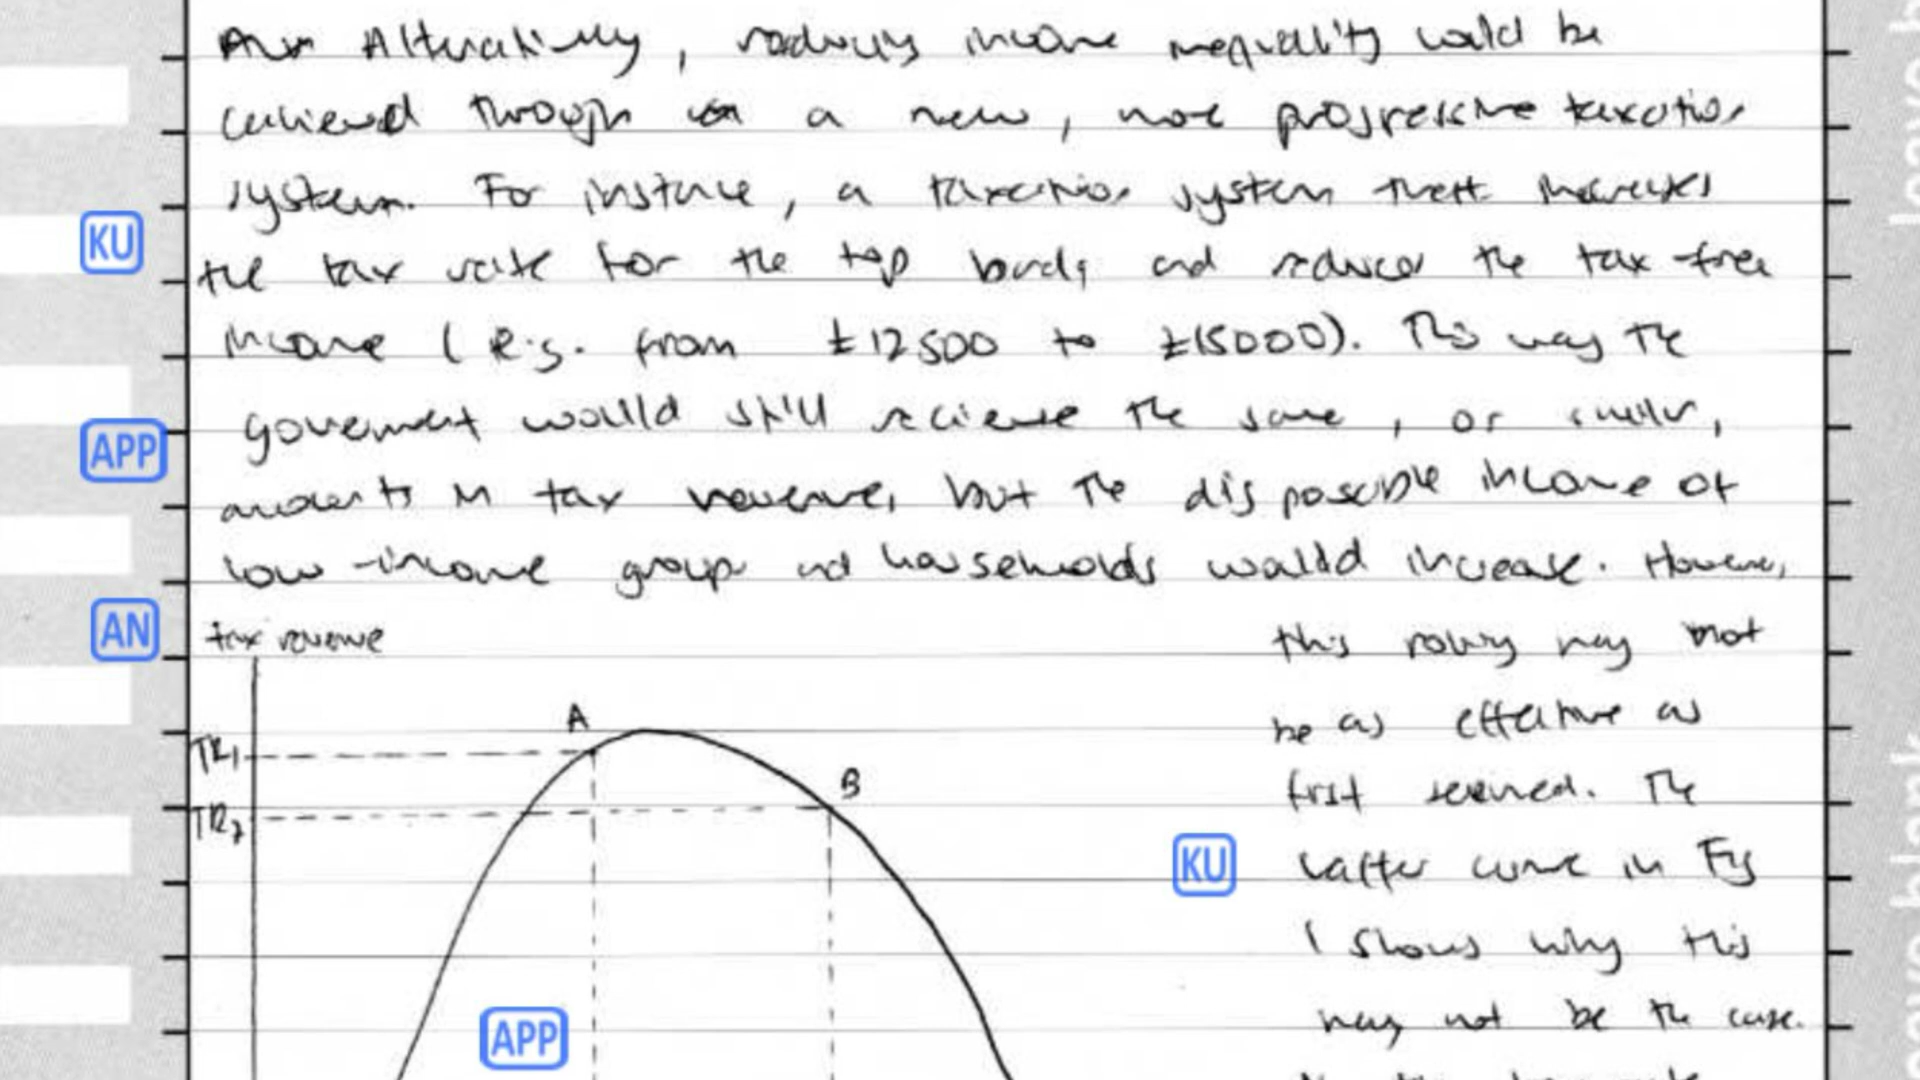 Alternatively, reducing income inequality could be
achieved through a new, more progressive taxation
system. For instance, a taxation system that increases
KU
the tax rate for the top bands and reduces the tax-free
income (e.g. from £12500 to £15000). This way the
APP
government would still recieve the same, or similar,
amounts in tax revenue, but the disposable income of
low-income group and households would increase. However,
AN
tax revenue
this policy may not
A
be as effective as
TR1
B
first seemed. The
TR2
KU
Laffer curve in Fig
1 shows why this
APP
may not be the case.